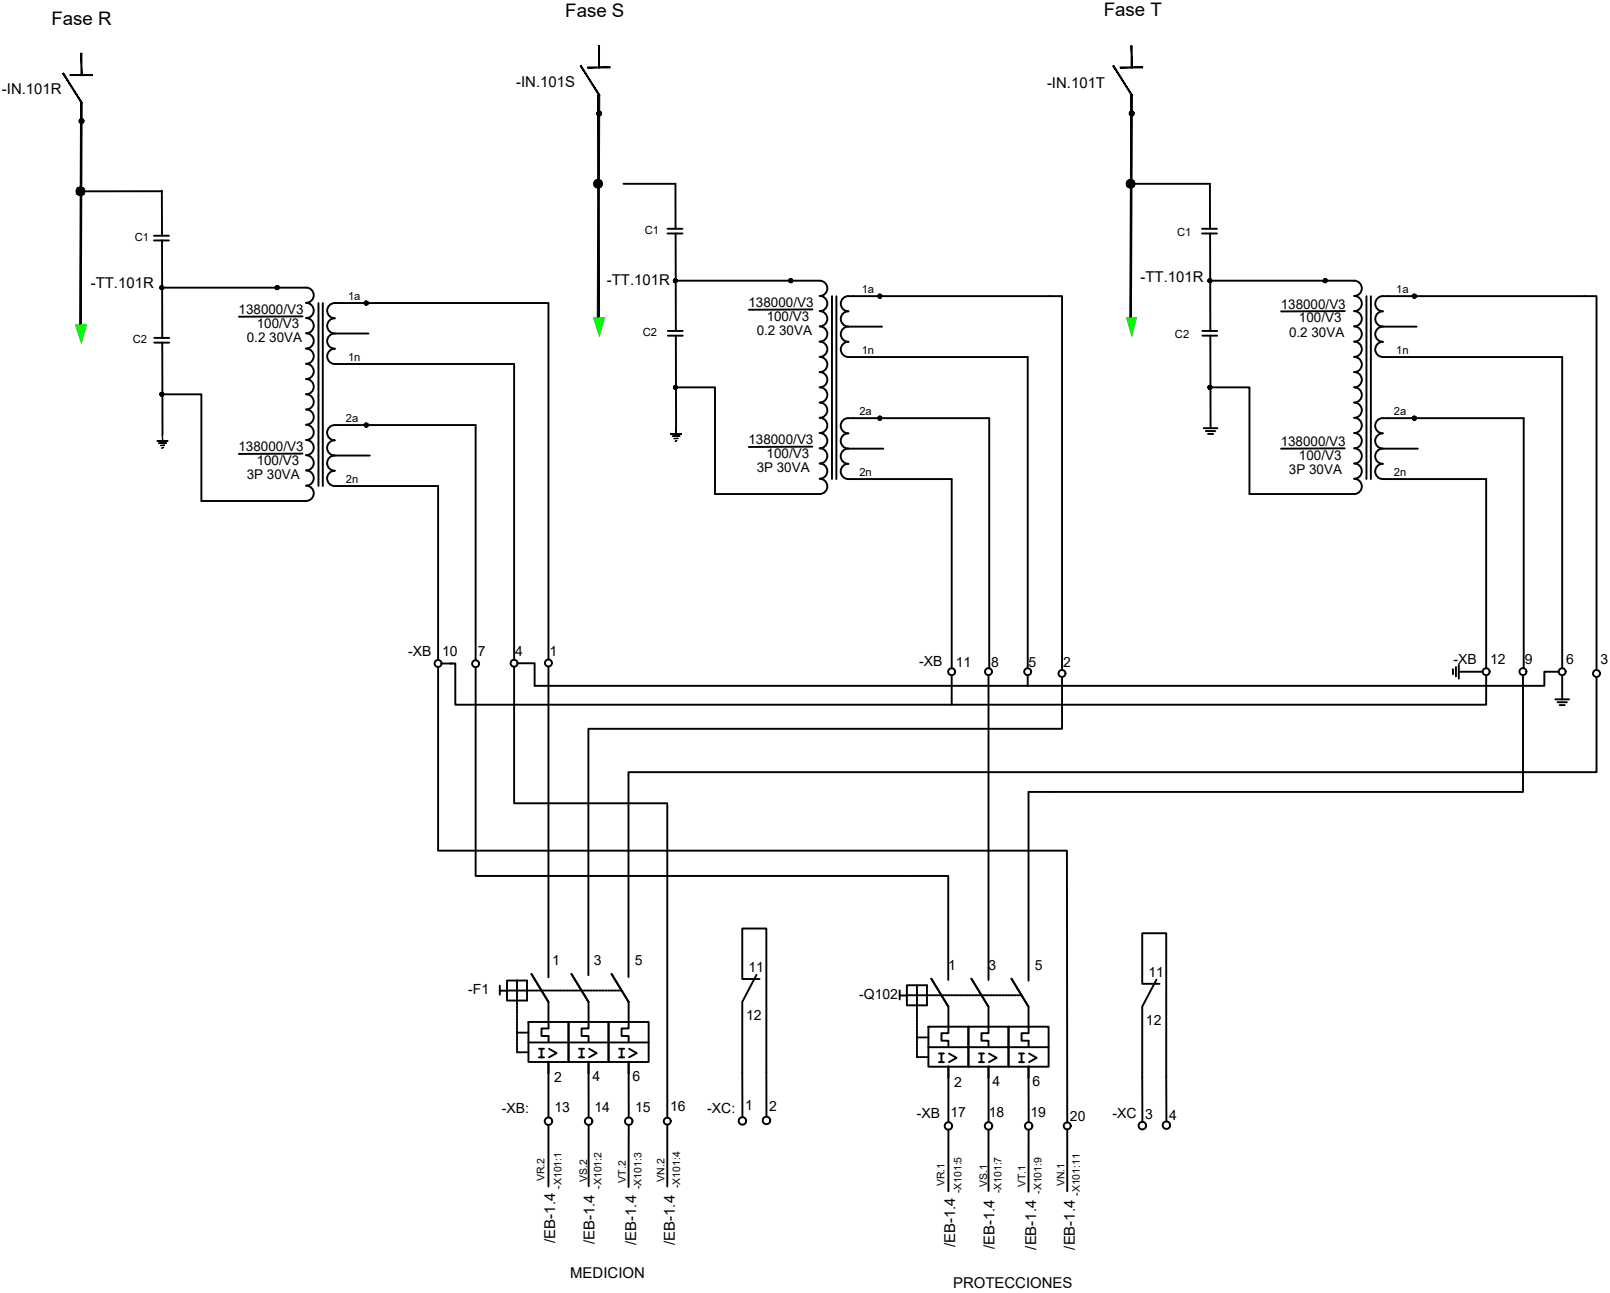 Fase R
Fase S
Fase T
-IN.101R
-IN.101S
-IN.101T
C1
C1
C1
-TT.101R
-TT.101R
-TT.101R
C2
C2
C2
138000/V3
100/V3
0.2 30VA
138000/V3
100/V3
3P 30VA
1a
1n
2a
2n
138000/V3
100/V3
0.2 30VA
138000/V3
100/V3
3P 30VA
1a
1n
2a
2n
138000/V3
100/V3
0.2 30VA
138000/V3
100/V3
3P 30VA
1a
1n
2a
2n
-XB 10 7 4 1
-XB 11 8 5 2
-XB 12 9 6 3
1 3 5
-F1
I> I> I>
2 4 6
11
12
1 3 5
-Q102
I> I> I>
2 4 6
11
12
-XB: 13 14 15 16
-XC: 1 2
-XB 17 18 19 20
-XC 3 4
VR.2
-X101:1
VS.2
-X101:2
VT.2
-X101:3
VN.2
-X101:4
VR.1
-X101:5
VS.1
-X101:7
VT.1
-X101:9
VN.1
-X101:11
/EB-1.4
/EB-1.4
/EB-1.4
/EB-1.4
/EB-1.4
/EB-1.4
/EB-1.4
/EB-1.4
MEDICION
PROTECCIONES